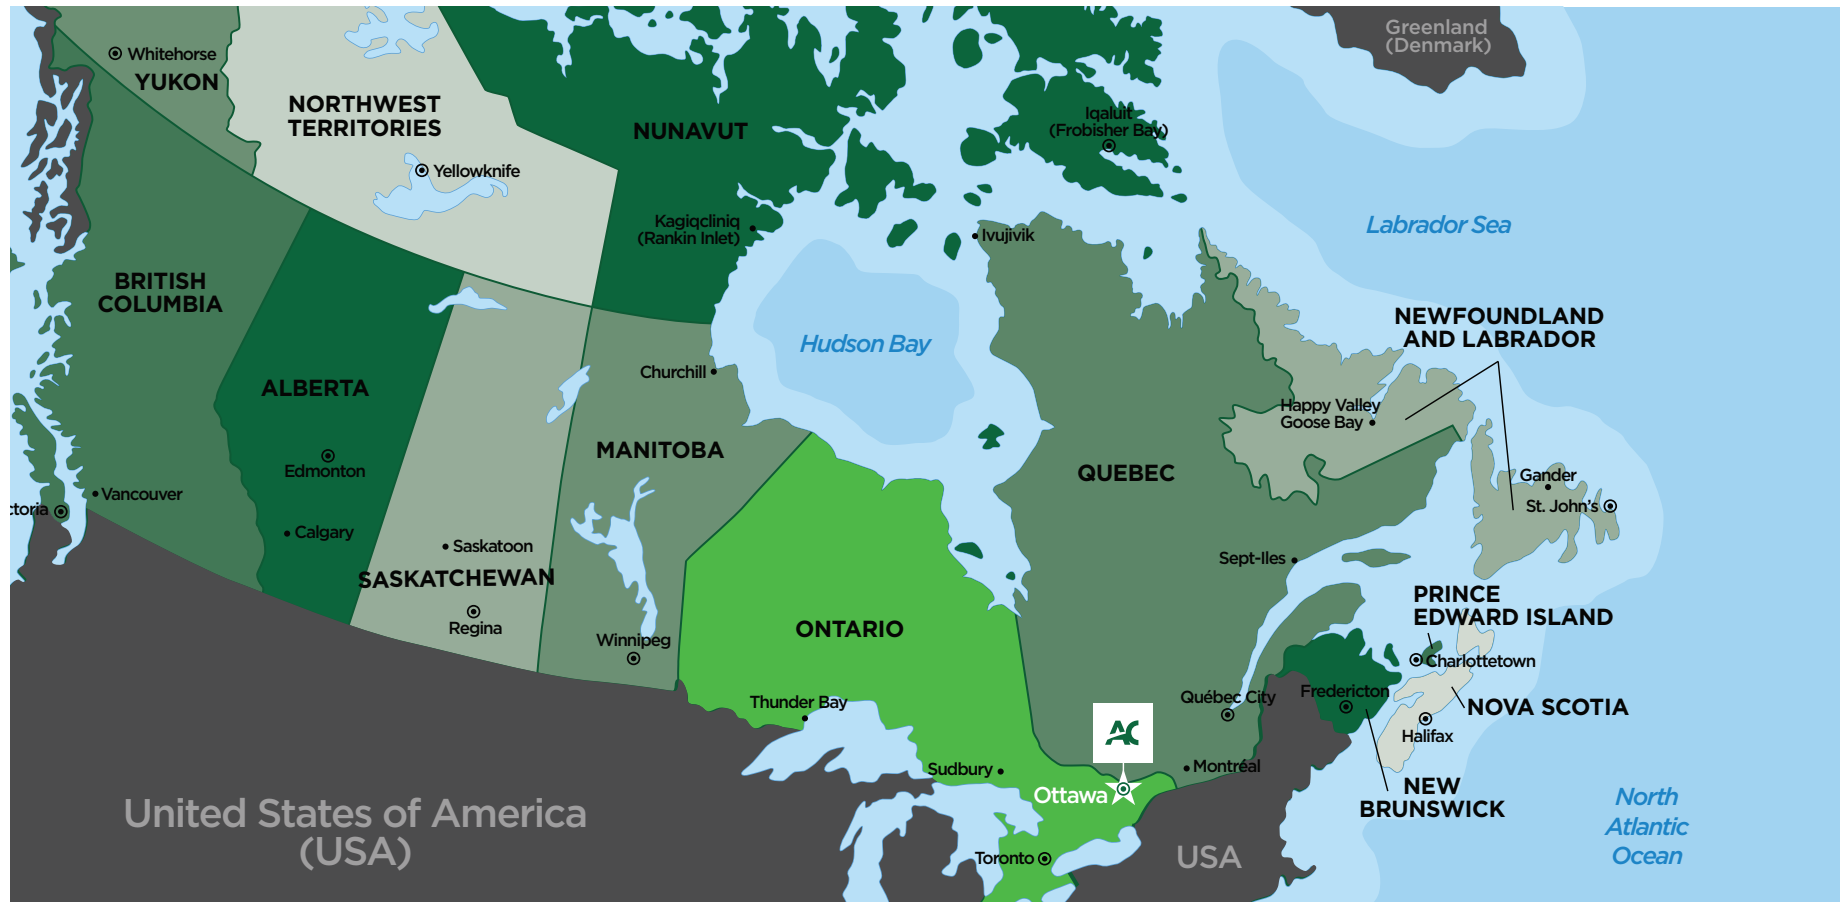 Greenland
(Denmark)
Whitehorse
YUKON
NORTHWEST
TERRITORIES
Yellowknife
NUNAVUT
Iqaluit
(Frobisher Bay)
Kagiqcliniq
(Rankin Inlet)
Ivujivik
Labrador Sea
BRITISH
COLUMBIA
Hudson Bay
NEWFOUNDLAND
AND LABRADOR
Churchill
ALBERTA
Happy Valley
Goose Bay
MANITOBA
Edmonton
QUEBEC
Gander
St. John's
Vancouver
ctoria
Calgary
Saskatoon
Sept-Iles
SASKATCHEWAN
Regina
PRINCE
EDWARD ISLAND
ONTARIO
Winnipeg
Charlottetown
Thunder Bay
Québec City
Fredericton
NOVA SCOTIA
AC
Halifax
Sudbury
Montréal
Ottawa
NEW
BRUNSWICK
North
Atlantic
Ocean
United States of America
(USA)
Toronto
USA